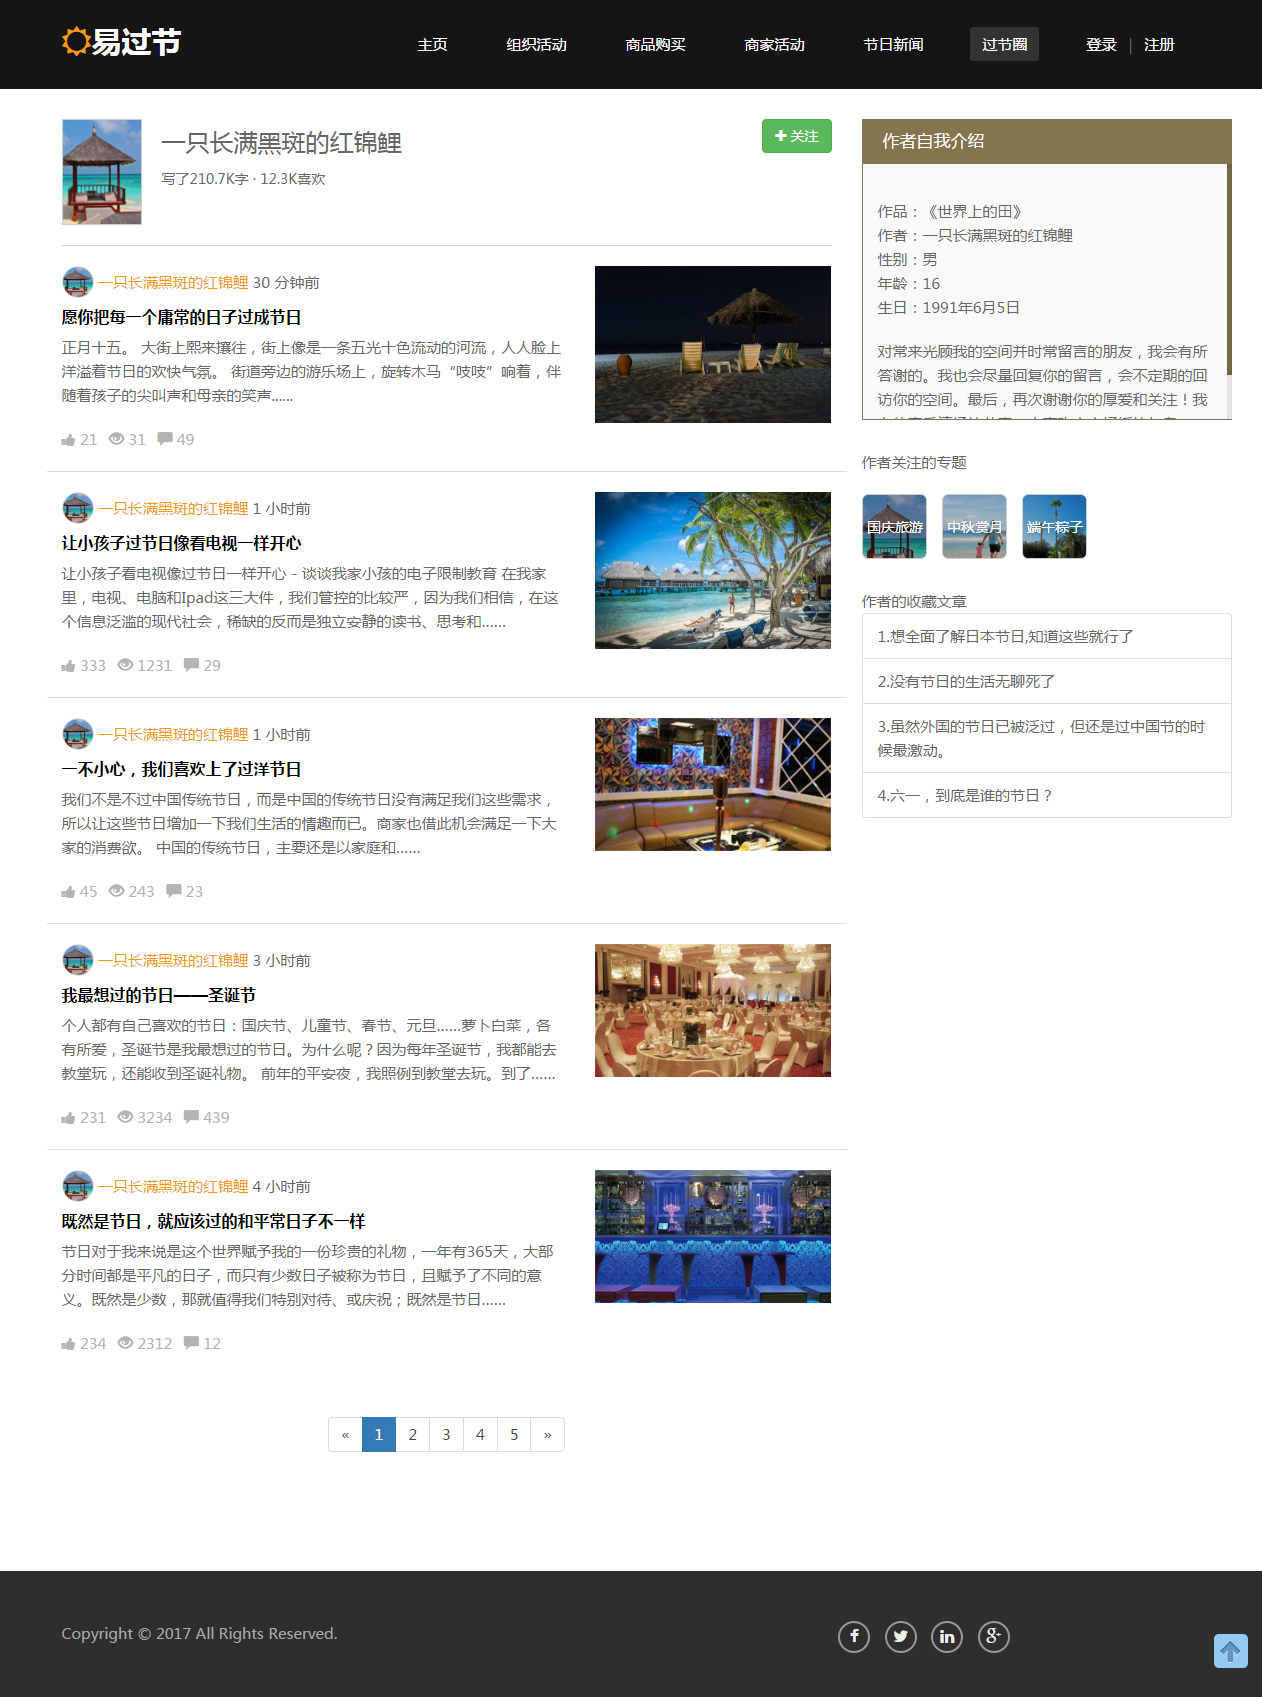 易过节
主页 组织活动 商品购买 商家活动 节日新闻 过节圈 登录 | 注册
一只长满黑斑的红锦鲤
写了210.7K字 · 12.3K喜欢
关注
一只长满黑斑的红锦鲤 30 分钟前
愿你把每一个庸常的日子过成节日
正月十五。 大街上熙来攘往，街上像是一条五光十色流动的河流，人人脸上
洋溢着节日的欢快气氛。 街道旁边的游乐场上，旋转木马“吱吱”响着，伴
随着孩子的尖叫声和母亲的笑声......
21 31 49
一只长满黑斑的红锦鲤 1 小时前
让小孩子过节日像看电视一样开心
让小孩子看电视像过节日一样开心 - 谈谈我家小孩的电子限制教育 在我家
里，电视、电脑和Ipad这三大件，我们管控的比较严，因为我们相信，在这
个信息泛滥的现代社会，稀缺的反而是独立安静的读书、思考和......
333 1231 29
一只长满黑斑的红锦鲤 1 小时前
一不小心，我们喜欢上了过洋节日
我们不是不过中国传统节日，而是中国的传统节日没有满足我们这些需求，
所以让这些节日增加一下我们生活的情趣而已。商家也借此机会满足一下大
家的消费欲。 中国的传统节日，主要还是以家庭和......
45 243 23
一只长满黑斑的红锦鲤 3 小时前
我最想过的节日——圣诞节
个人都有自己喜欢的节日：国庆节、儿童节、春节、元旦......萝卜白菜，各
有所爱，圣诞节是我最想过的节日。为什么呢？因为每年圣诞节，我都能去
教堂玩，还能收到圣诞礼物。 前年的平安夜，我照例到教堂去玩。到了......
231 3234 439
一只长满黑斑的红锦鲤 4 小时前
既然是节日，就应该过的和平常日子不一样
节日对于我来说是这个世界赋予我的一份珍贵的礼物，一年有365天，大部
分时间都是平凡的日子，而只有少数日子被称为节日，且赋予了不同的意
义。既然是少数，那就值得我们特别对待、或庆祝；既然是节日......
234 2312 12
« 1 2 3 4 5 »
作者自我介绍
作品：《世界上的田》
作者：一只长满黑斑的红锦鲤
性别：男
年龄：16
生日：1991年6月5日
对常来光顾我的空间并时常留言的朋友，我会有所
答谢的。我也会尽量回复你的留言，会不定期的回
访你的空间。最后，再次谢谢你的厚爱和关注！我
作者关注的专题
国庆旅游 中秋赏月 端午粽子
作者的收藏文章
1.想全面了解日本节日,知道这些就行了
2.没有节日的生活无聊死了
3.虽然外国的节日已被泛过，但还是过中国节的时
候最激动。
4.六一，到底是谁的节日？
Copyright © 2017 All Rights Reserved.